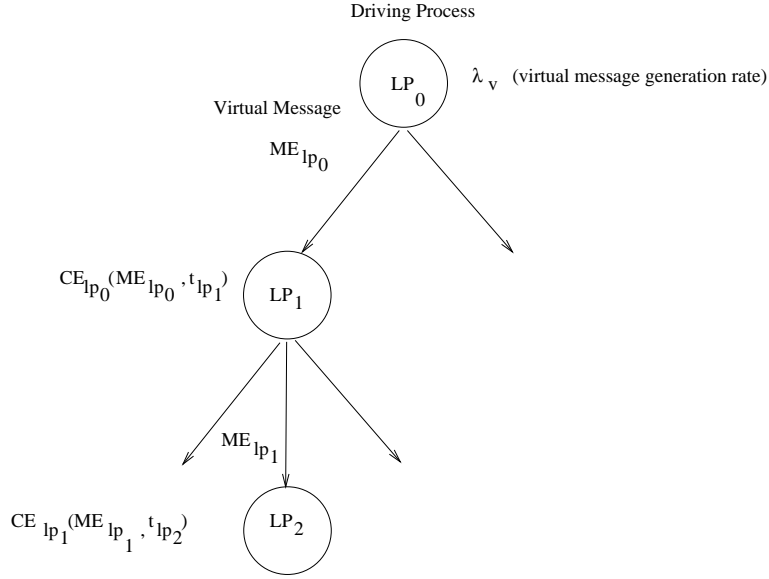 Driving Process
LP0
λv (virtual message generation rate)
Virtual Message
MElp0
CElp0(MElp0, tlp1)
LP1
MElp1
CElp1(MElp1, tlp2)
LP2